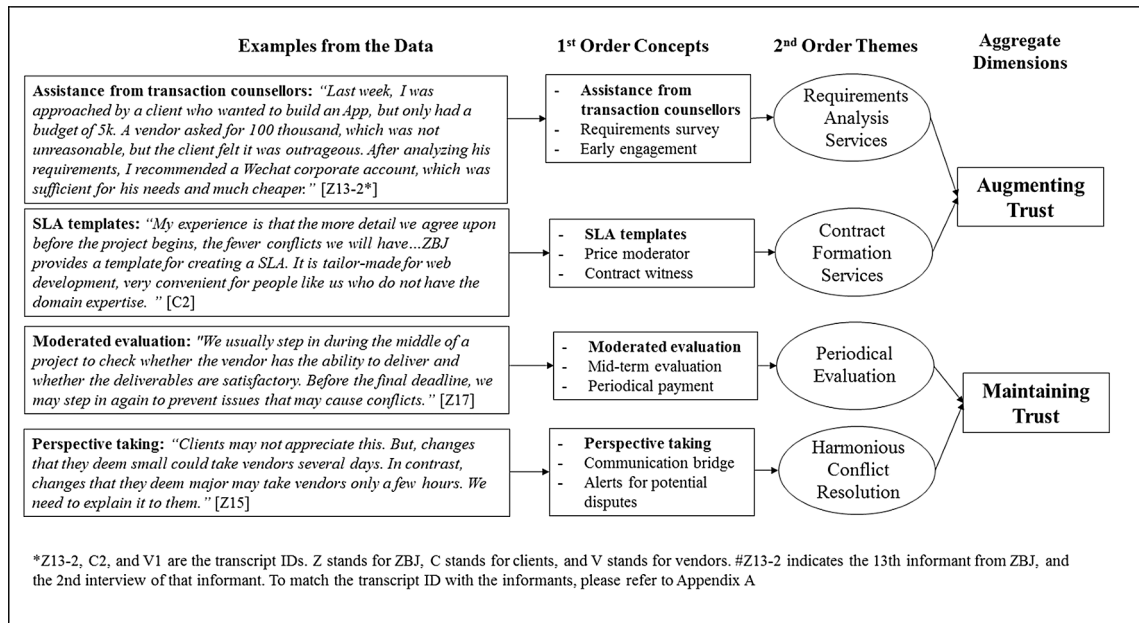 Examples from the Data
1st Order Concepts
2nd Order Themes
Aggregate
Dimensions
Assistance from transaction counsellors: “Last week, I was
approached by a client who wanted to build an App, but only had a
budget of 5k. A vendor asked for 100 thousand, which was not
unreasonable, but the client felt it was outrageous. After analyzing his
requirements, I recommended a Wechat corporate account, which was
sufficient for his needs and much cheaper.” [Z13-2*]
- Assistance from
transaction counsellors
- Requirements survey
- Early engagement
Requirements
Analysis
Services
SLA templates: “My experience is that the more detail we agree upon
before the project begins, the fewer conflicts we will have…ZBJ
provides a template for creating a SLA. It is tailor-made for web
development, very convenient for people like us who do not have the
domain expertise. ” [C2]
- SLA templates
- Price moderator
- Contract witness
Contract
Formation
Services
Augmenting
Trust
Moderated evaluation: "We usually step in during the middle of a
project to check whether the vendor has the ability to deliver and
whether the deliverables are satisfactory. Before the final deadline, we
may step in again to prevent issues that may cause conflicts.” [Z17]
- Moderated evaluation
- Mid-term evaluation
- Periodical payment
Periodical
Evaluation
Perspective taking: “Clients may not appreciate this. But, changes
that they deem small could take vendors several days. In contrast,
changes that they deem major may take vendors only a few hours. We
need to explain it to them.” [Z15]
- Perspective taking
- Communication bridge
- Alerts for potential
disputes
Harmonious
Conflict
Resolution
Maintaining
Trust
*Z13-2, C2, and V1 are the transcript IDs. Z stands for ZBJ, C stands for clients, and V stands for vendors. #Z13-2 indicates the 13th informant from ZBJ, and
the 2nd interview of that informant. To match the transcript ID with the informants, please refer to Appendix A